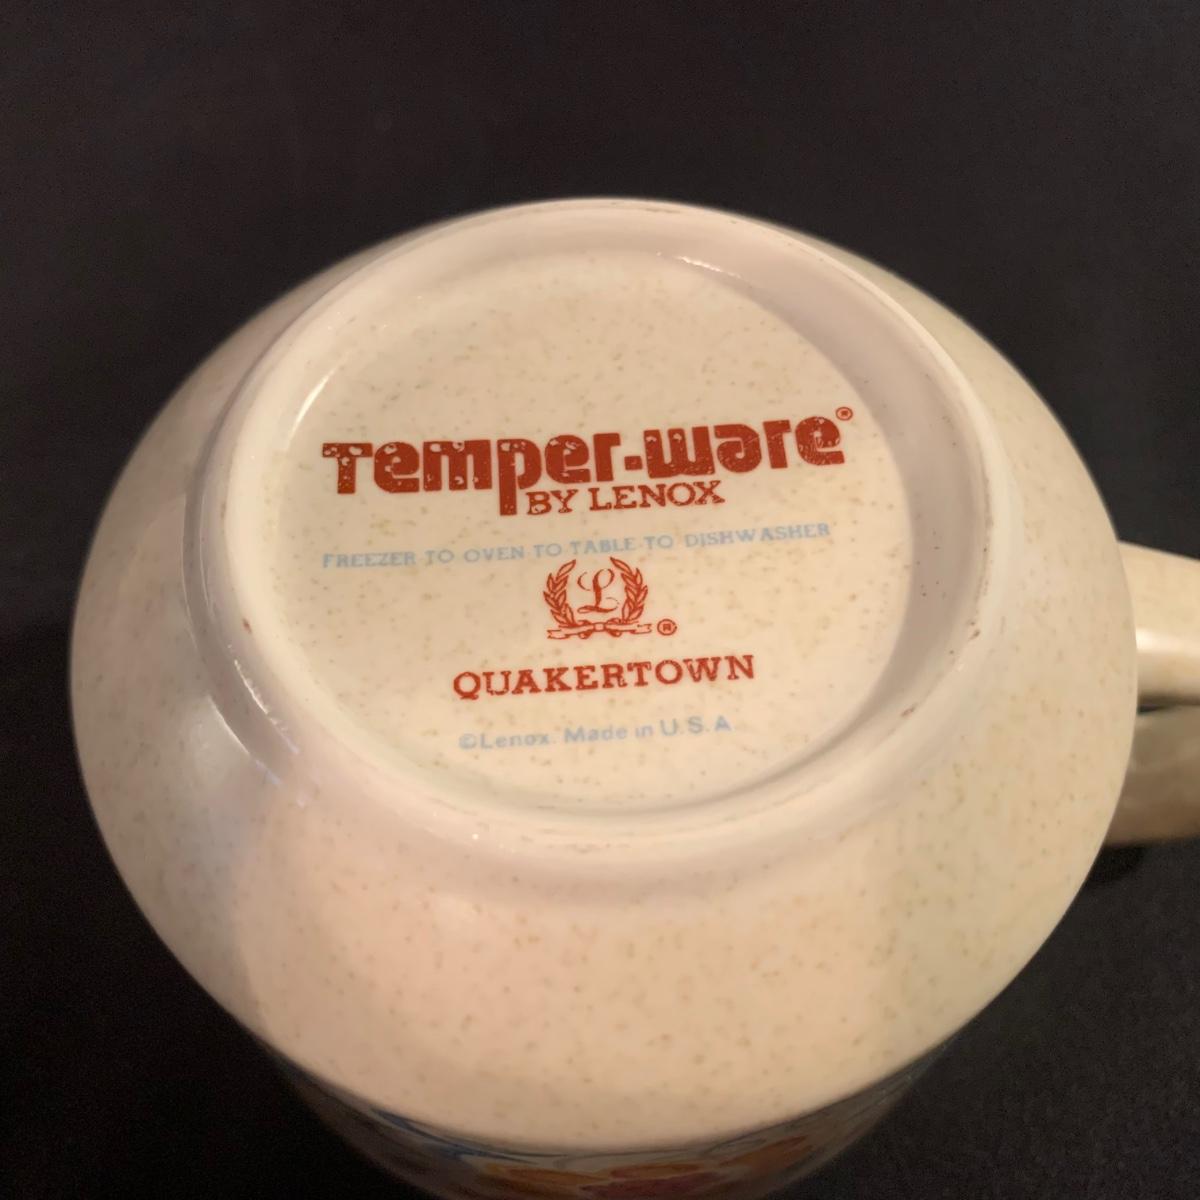 Temper-ware®
BY LENOX
FREEZER TO OVEN TO TABLE TO DISHWASHER
L
®
QUAKERTOWN
©Lenox. Made in U.S.A.